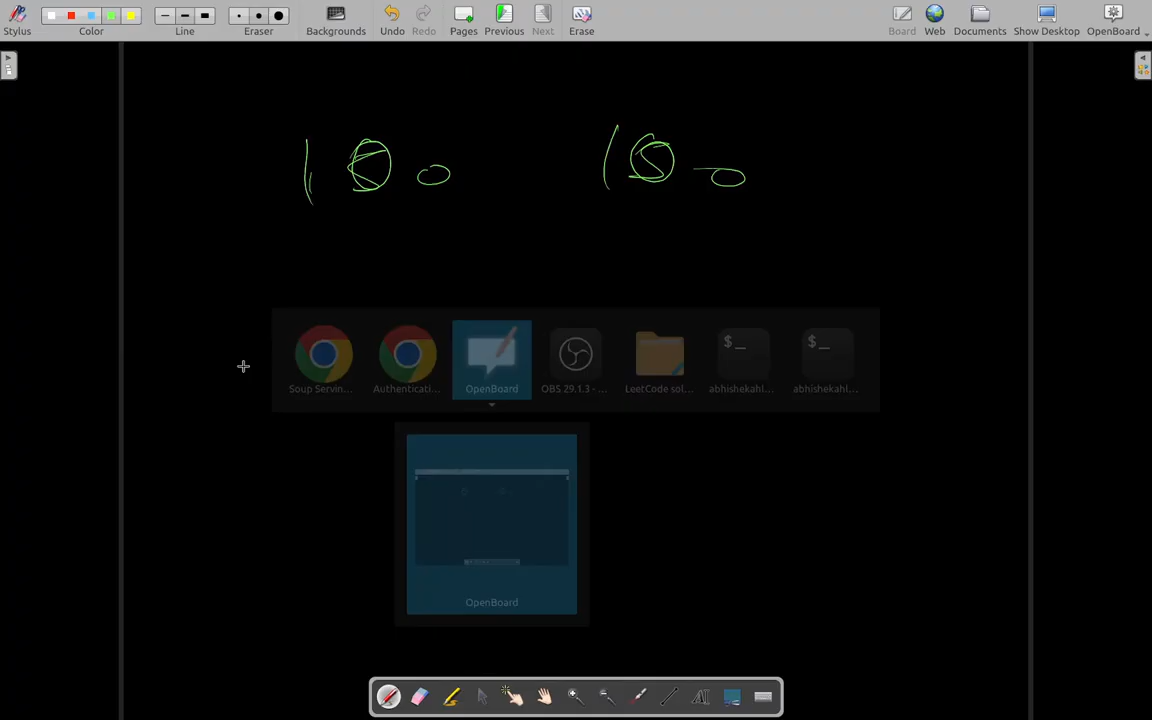 Stylus Color Line Eraser Backgrounds Undo Redo Pages Previous Next Erase Board Web Documents Show Desktop OpenBoard
Soup Servin... Authenticati... OpenBoard OBS 29.1.3 - ... LeetCode sol... abhishekahl... abhishekahl...
$_ $_
OpenBoard